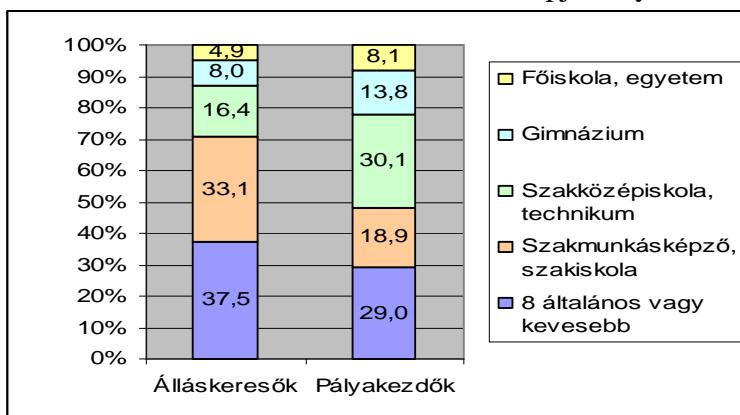 100%
90%
80%
70%
60%
50%
40%
30%
20%
10%
0%
4,9
8,0
16,4
33,1
37,5
8,1
13,8
30,1
18,9
29,0
Álláskeresők Pályakezdők
Főiskola, egyetem
Gimnázium
Szakközépiskola,
technikum
Szakmunkásképző,
szakiskola
8 általános vagy
kevesebb